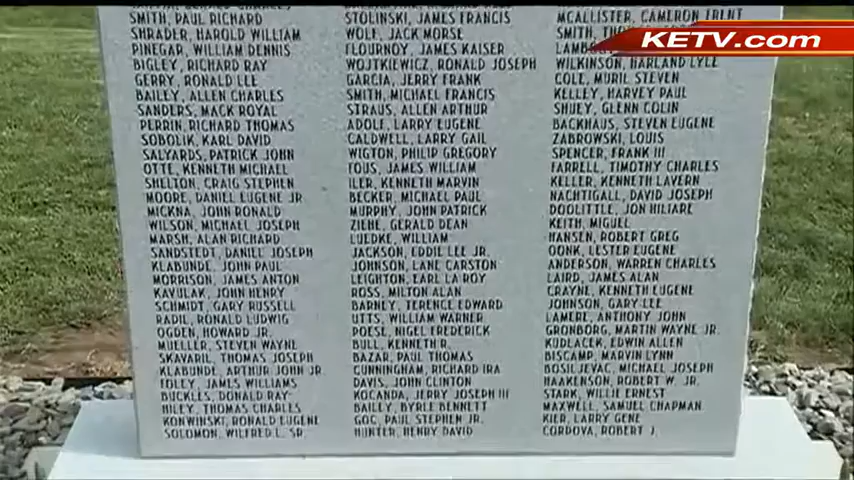 SMITH, PAUL RICHARD
SHRADER, HAROLD WILLIAM
PINEGAR, WILLIAM DENNIS
BIGLEY, RICHARD RAY
GERRY, RONALD LEE
BAILEY, ALLEN CHARLES
SANDERS, MACK ROYAL
PERRIN, RICHARD THOMAS
SOBOLIK, KARL DAVID
SALYARDS, PATRICK JOHN
OTTE, KENNETH MICHAEL
SHELTON, CRAIG STEPHEN
MOORE, DANIEL EUGENE JR
MICKNA, JOHN RONALD
WILSON, MICHAEL JOSEPH
MARSH, ALAN RICHARD
SANDSTEDT, DANIEL JOSEPH
KLABUNDE, JOHN PAUL
MORRISON, JAMES ANTON
KAVULAK, JOHN HENRY
SCHMIDT, GARY RUSSELL
RADIL, RONALD LUDWIG
OGDEN, HOWARD JR.
MUELLER, STEVEN WAYNE
SKAVARIL, THOMAS JOSEPH
KLABUNDE, ARTHUR JOHN JR
FOLEY, JAMES WILLIAMS
BUCKLES, DONALD RAY
HILEY, THOMAS CHARLES
KONWINSKI, RONALD EUGENE
SOLOMON, WILFRED L. SR.
STOLINSKI, JAMES FRANCIS
WOLF, JACK MORSE
FLOURNOY, JAMES KAISER
WOJTKIEWICZ, RONALD JOSEPH
GARCIA, JERRY FRANK
SMITH, MICHAEL FRANCIS
STRAUS, ALLEN ARTHUR
ADOLF, LARRY EUGENE
CALDWELL, LARRY GAIL
WIGTON, PHILIP GREGORY
TOUS, JAMES WILLIAM
ILER, KENNETH MARVIN
BECKER, MICHAEL PAUL
MURPHY, JOHN PATRICK
ZIEHE, GERALD DEAN
LUEDKE, WILLIAM
JACKSON, EDDIE LEE JR.
JOHNSON, LANE CARSTON
LEIGHTON, EARL LA ROY
ROSS, MILTON ALAN
BARNEY, TERENCE EDWARD
UTTS, WILLIAM WARNER
POESE, NIGEL FREDERICK
BULL, KENNETH R.
BAZAR, PAUL THOMAS
CUNNINGHAM, RICHARD IRA
DAVIS, JOHN CLINTON
KOCANDA, JERRY JOSEPH III
BAILEY, BYRLE BENNETT
GOC, PAUL STEPHEN JR.
HUNTER, HENRY DAVID
MCALLISTER, CAMERON TRENT
SMITH,
WILKINSON, HARLAND LYLE
COLE, MURIL STEVEN
KELLEY, HARVEY PAUL
SHUEY, GLENN COLIN
BACKHAUS, STEVEN EUGENE
ZABROWSKI, LOUIS
SPENCER, FRANK III
FARRELL, TIMOTHY CHARLES
KELLER, KENNETH LAVERN
NACHTIGALL, DAVID JOSEPH
DOOLITTLE, JON HILIARE
KEITH, MIGUEL
HANSEN, ROBERT GREG
OONK, LESTER EUGENE
ANDERSON, WARREN CHARLES
LAIRD, JAMES ALAN
CRAYNE, KENNETH EUGENE
JOHNSON, GARY LEE
LAMERE, ANTHONY JOHN
GRONBORG, MARTIN WAYNE JR.
KUDLACEK, EDWIN ALLEN
BISCAMP, MARVIN LYNN
BOSILJEVAC, MICHAEL JOSEPH
HAAKENSON, ROBERT W. JR.
STARK, WILLIE ERNEST
MAXWELL, SAMUEL CHAPMAN
KIER, LARRY GENE
CORDOVA, ROBERT J.
KETV.com